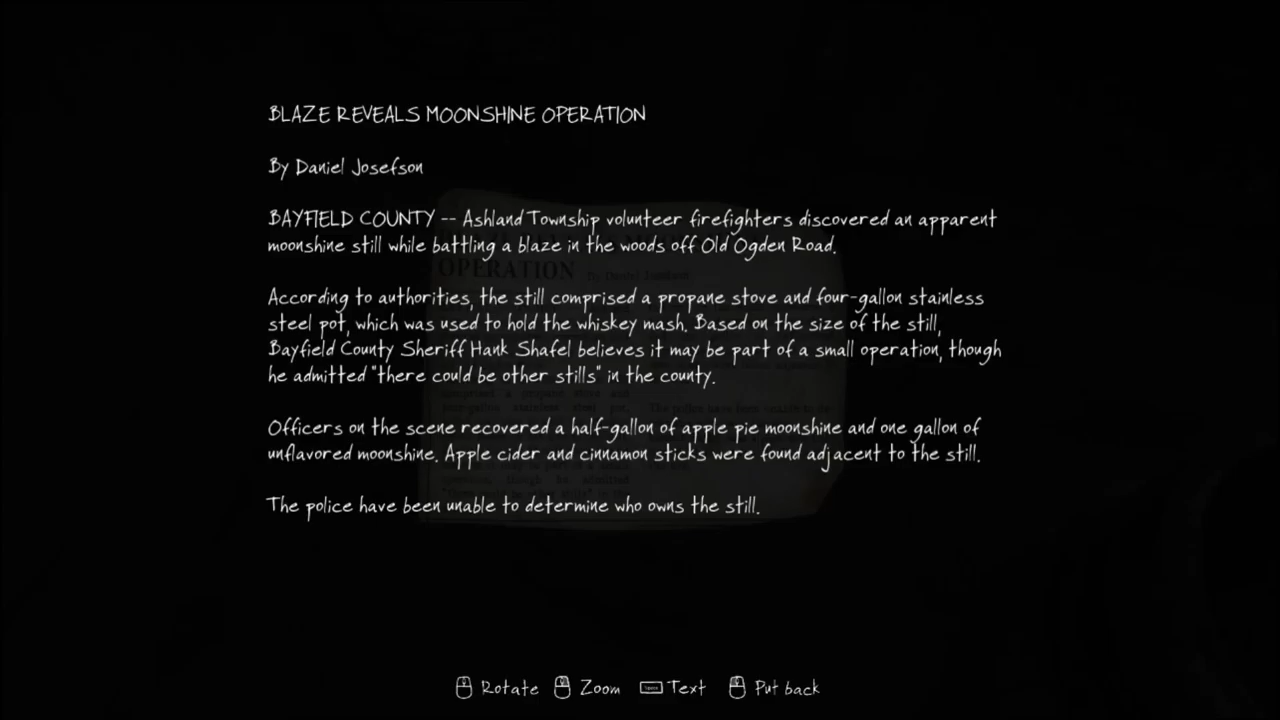 BLAZE REVEALS MOONSHINE OPERATION
By Daniel Josefson
BAYFIELD COUNTY -- Ashland Township volunteer firefighters discovered an apparent
moonshine still while battling a blaze in the woods off Old Ogden Road.
According to authorities, the still comprised a propane stove and four-gallon stainless
steel pot, which was used to hold the whiskey mash. Based on the size of the still,
Bayfield County Sheriff Hank Shafel believes it may be part of a small operation, though
he admitted "there could be other stills" in the county.
Officers on the scene recovered a half-gallon of apple pie moonshine and one gallon of
unflavored moonshine. Apple cider and cinnamon sticks were found adjacent to the still.
The police have been unable to determine who owns the still.
Rotate Zoom Text Put back